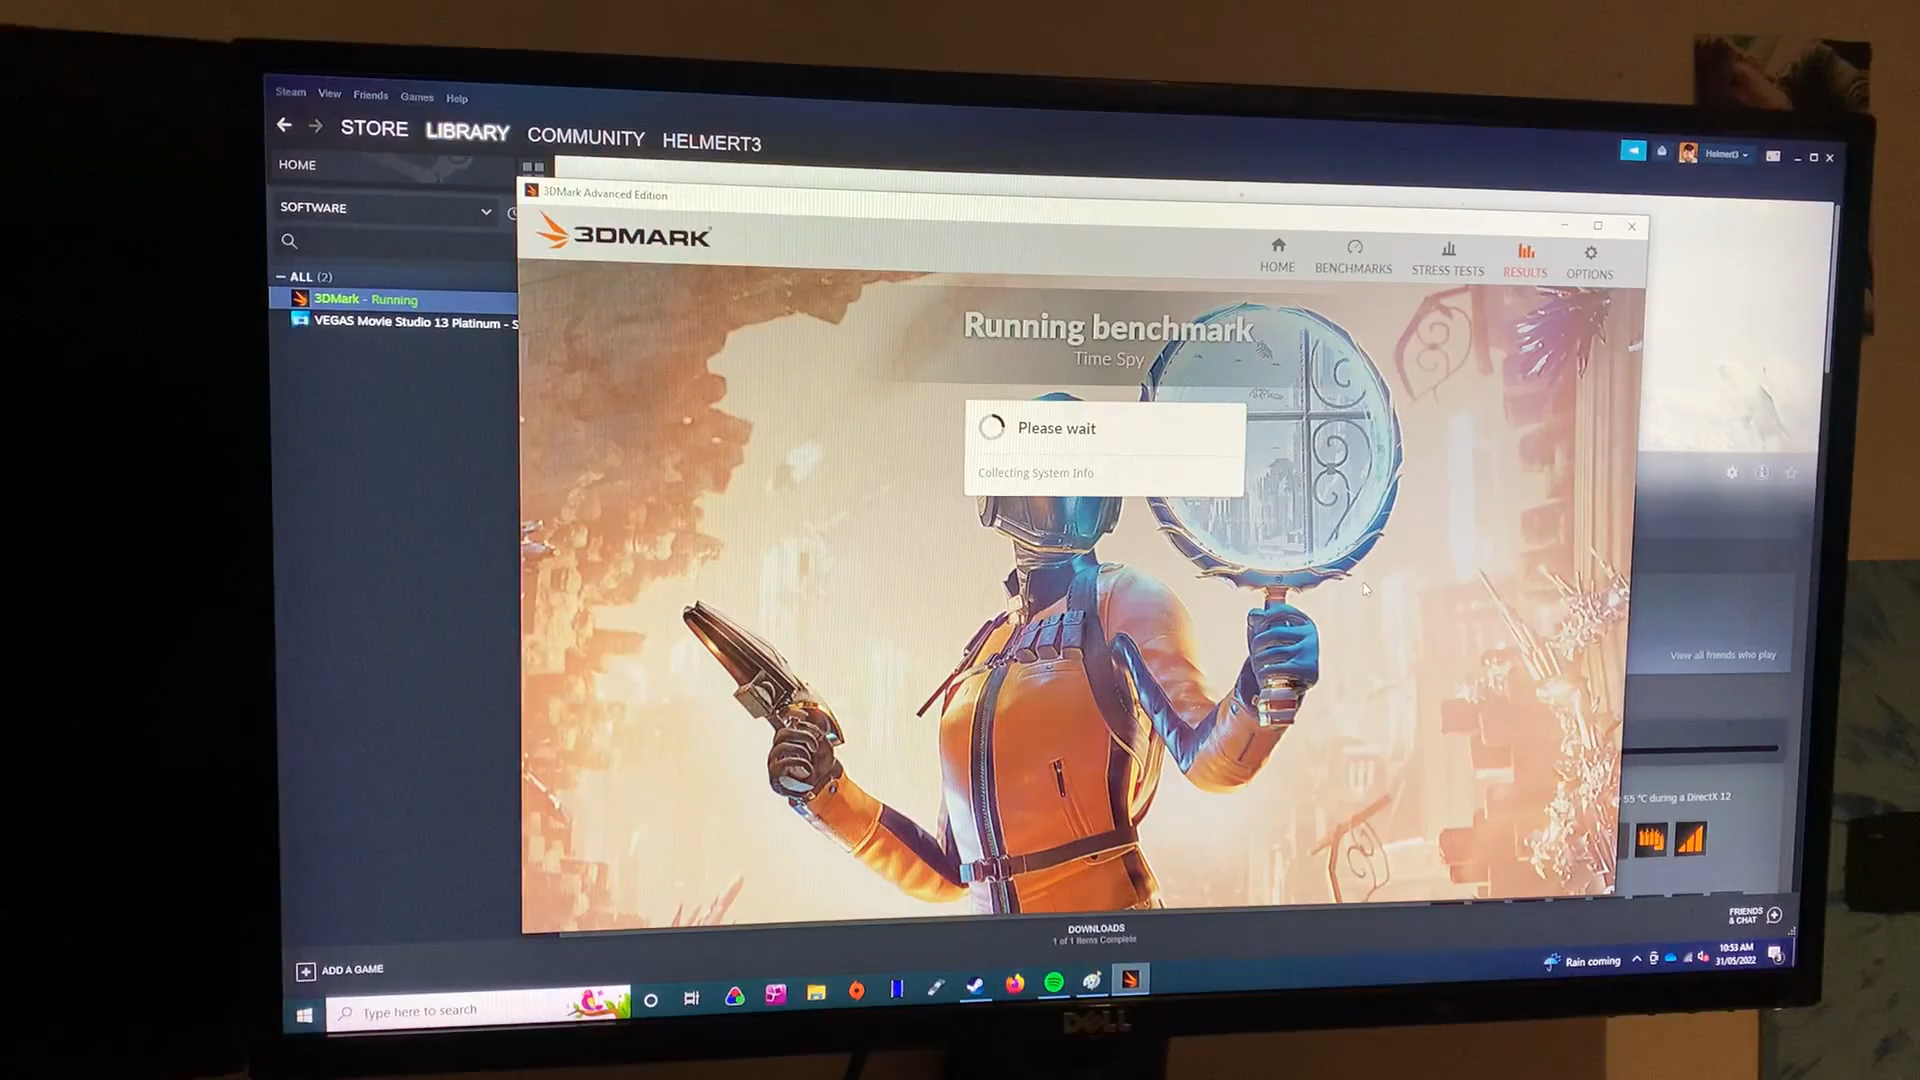 Steam View Friends Games Help
STORE LIBRARY COMMUNITY HELMERT3
Helmert3
HOME
SOFTWARE
3DMark Advanced Edition
3DMARK
HOME BENCHMARKS STRESS TESTS RESULTS OPTIONS
ALL (2)
3DMark - Running
VEGAS Movie Studio 13 Platinum - S
Running benchmark
Time Spy
Please wait
Collecting System Info
View all friends who play
55 °C during a DirectX 12
DOWNLOADS
1 of 1 Items Complete
FRIENDS
& CHAT
ADD A GAME
Type here to search
Rain coming
10:53 AM
31/05/2022
DELL